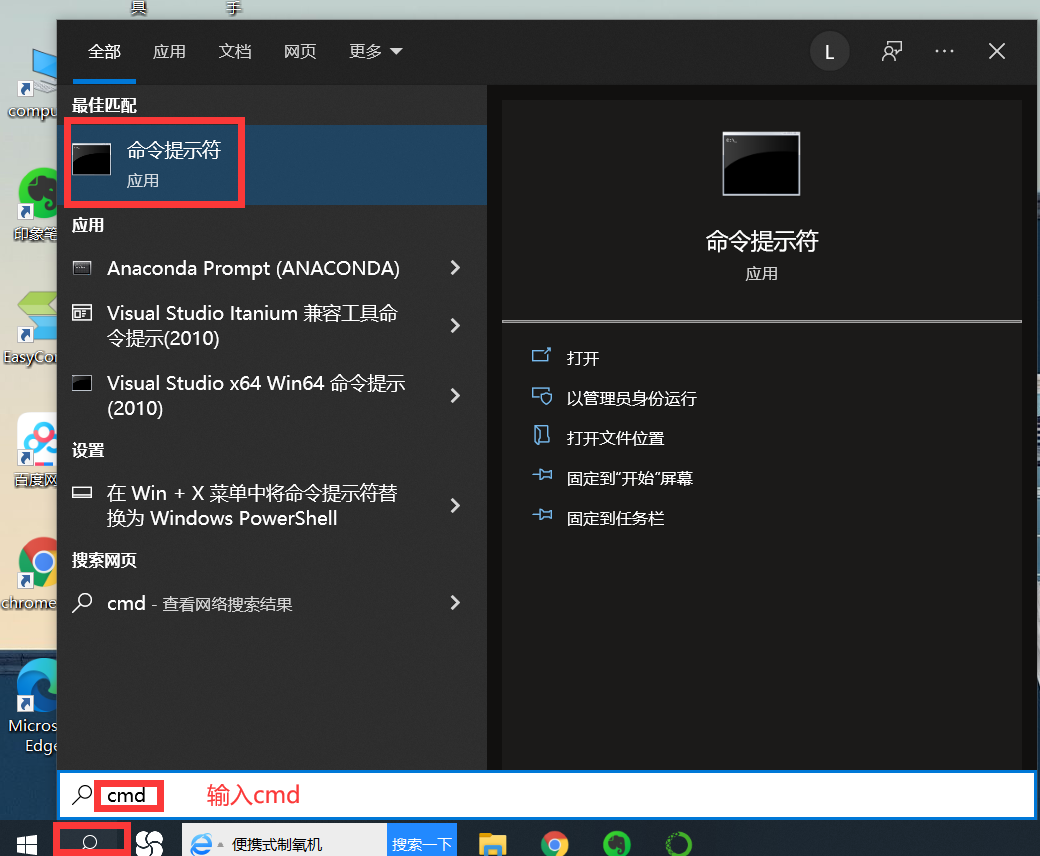 具
手
全部
应用
文档
网页
更多
L
最佳匹配
命令提示符
应用
应用
Anaconda Prompt (ANACONDA)
Visual Studio Itanium 兼容工具命
令提示(2010)
Visual Studio x64 Win64 命令提示
(2010)
设置
在 Win + X 菜单中将命令提示符替
换为 Windows PowerShell
搜索网页
cmd - 查看网络搜索结果
命令提示符
应用
打开
以管理员身份运行
打开文件位置
固定到"开始"屏幕
固定到任务栏
compu
印象笔
EasyCo
百度网
chrome
Micros
Edge
cmd
输入cmd
便携式制氧机
搜索一下